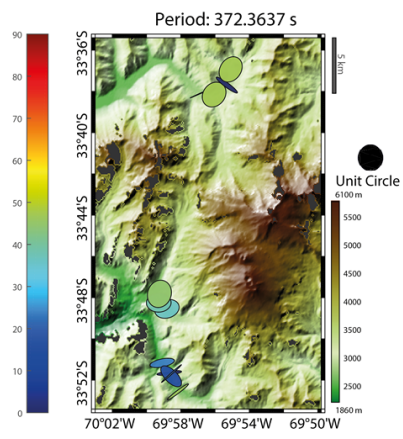 Period: 372.3637 s
90
80
70
60
50
40
30
20
10
0
33°36'S
33°40'S
33°44'S
33°48'S
33°52'S
70°02'W
69°58'W
69°54'W
69°50'W
5 km
Unit Circle
6100 m
5500
5000
4500
4000
3500
3000
2500
1860 m